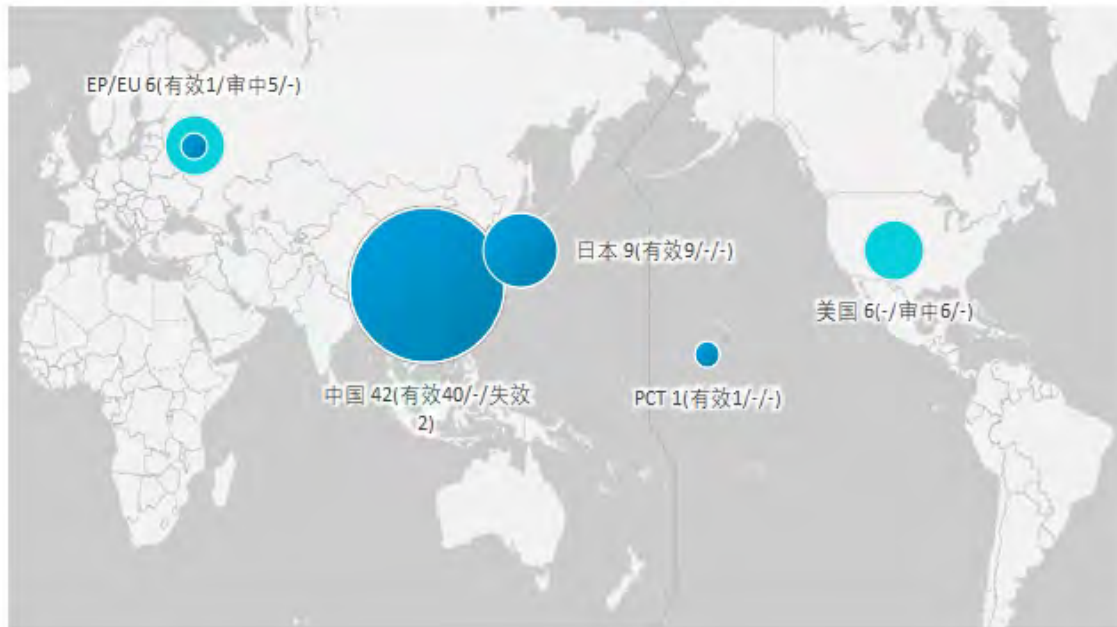 EP/EU 6(有效1/审中5/-)
日本 9(有效9/-/-)
美国 6(-/审中6/-)
中国 42(有效40/-/失效
2)
PCT 1(有效1/-/-)